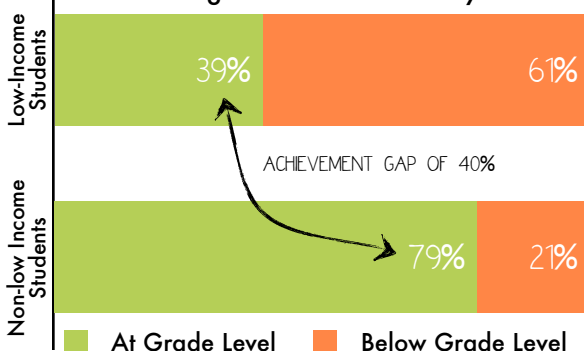 Low-Income
Students
39%
61%
ACHIEVEMENT GAP OF 40%
Non-low Income
Students
79%
21%
At Grade Level
Below Grade Level